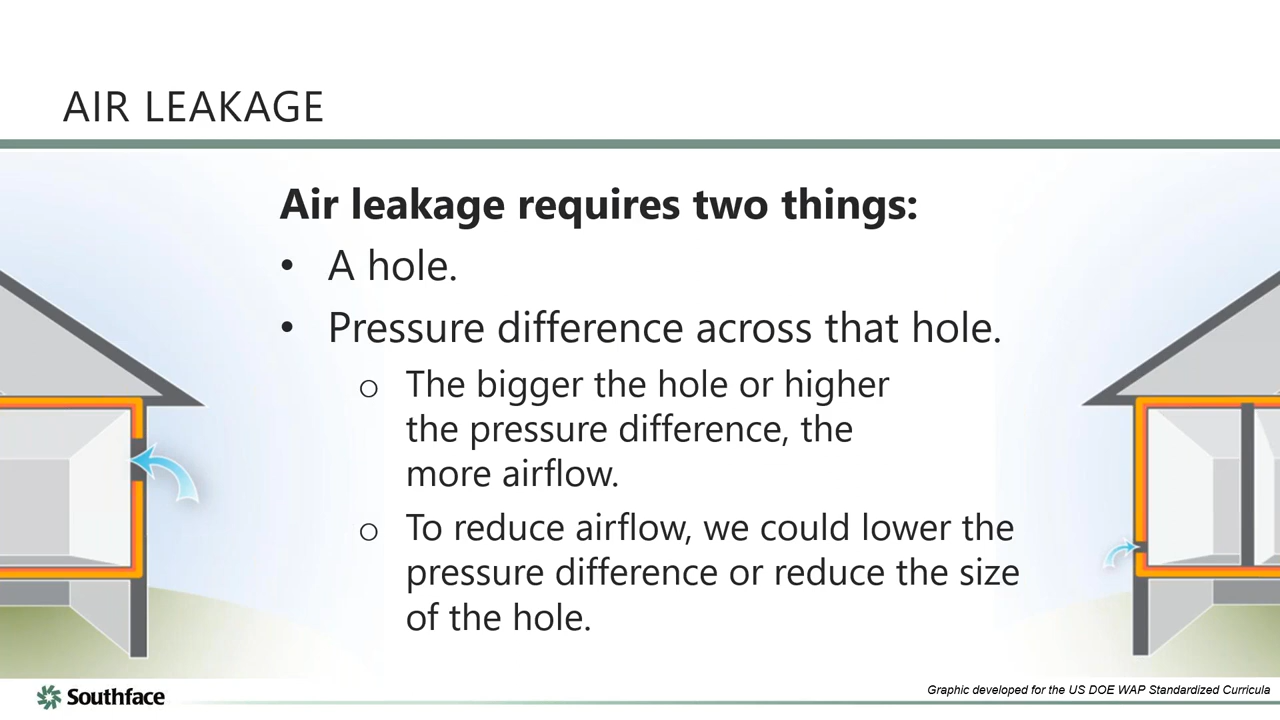 AIR LEAKAGE
Air leakage requires two things:
• A hole.
• Pressure difference across that hole.
o The bigger the hole or higher
the pressure difference, the
more airflow.
o To reduce airflow, we could lower the
pressure difference or reduce the size
of the hole.
Southface
Graphic developed for the US DOE WAP Standardized Curricula